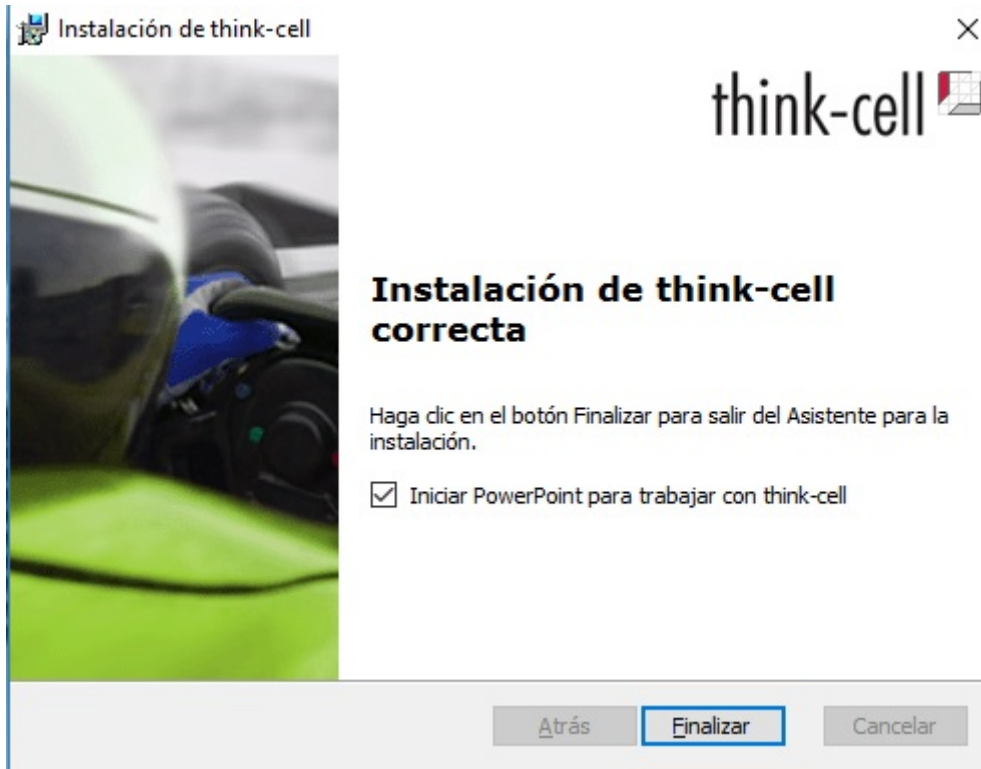 Instalación de think-cell
think-cell
Instalación de think-cell
correcta
Haga clic en el botón Finalizar para salir del Asistente para la
instalación.
Iniciar PowerPoint para trabajar con think-cell
Atrás Finalizar Cancelar